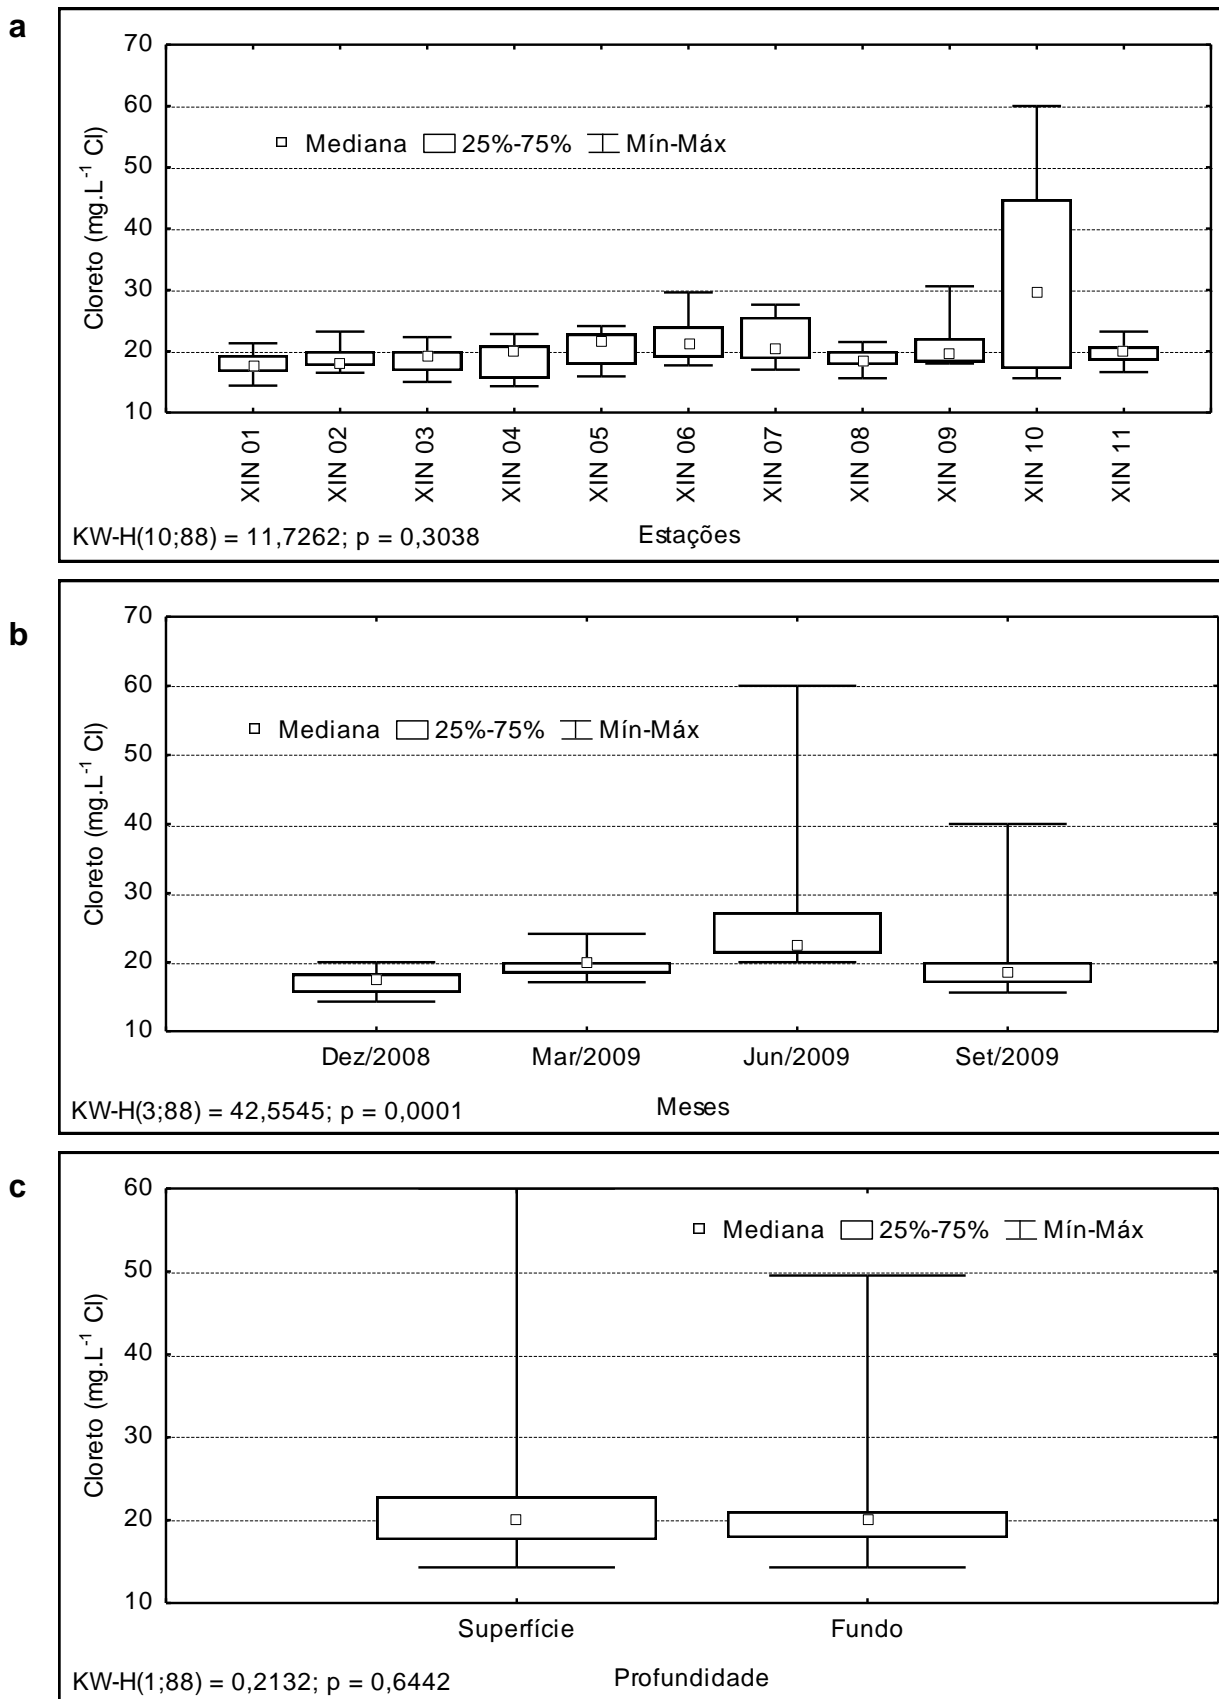 a
70
60
50
40
30
20
10
Cloreto (mg.L⁻¹ Cl)
Mediana 25%-75% Mín-Máx
XIN 01
XIN 02
XIN 03
XIN 04
XIN 05
XIN 06
XIN 07
XIN 08
XIN 09
XIN 10
XIN 11
KW-H(10;88) = 11,7262; p = 0,3038
Estações
b
70
60
50
40
30
20
10
Cloreto (mg.L⁻¹ Cl)
Mediana 25%-75% Mín-Máx
Dez/2008 Mar/2009 Jun/2009 Set/2009
KW-H(3;88) = 42,5545; p = 0,0001
Meses
c
60
50
40
30
20
10
Cloreto (mg.L⁻¹ Cl)
Mediana 25%-75% Mín-Máx
Superfície Fundo
KW-H(1;88) = 0,2132; p = 0,6442
Profundidade